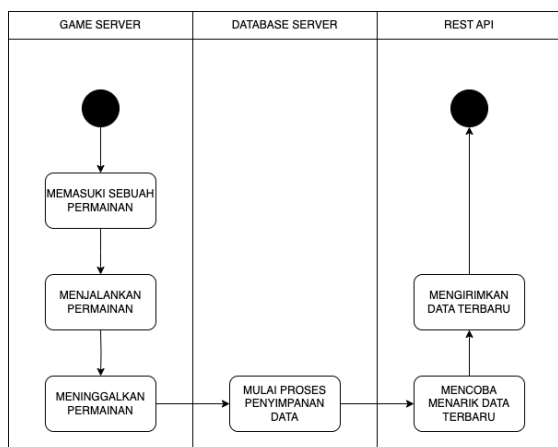 GAME SERVER
DATABASE SERVER
REST API
MEMASUKI SEBUAH
PERMAINAN
MENJALANKAN
PERMAINAN
MENGIRIMKAN
DATA TERBARU
MENINGGALKAN
PERMAINAN
MULAI PROSES
PENYIMPANAN
DATA
MENCOBA
MENARIK DATA
TERBARU